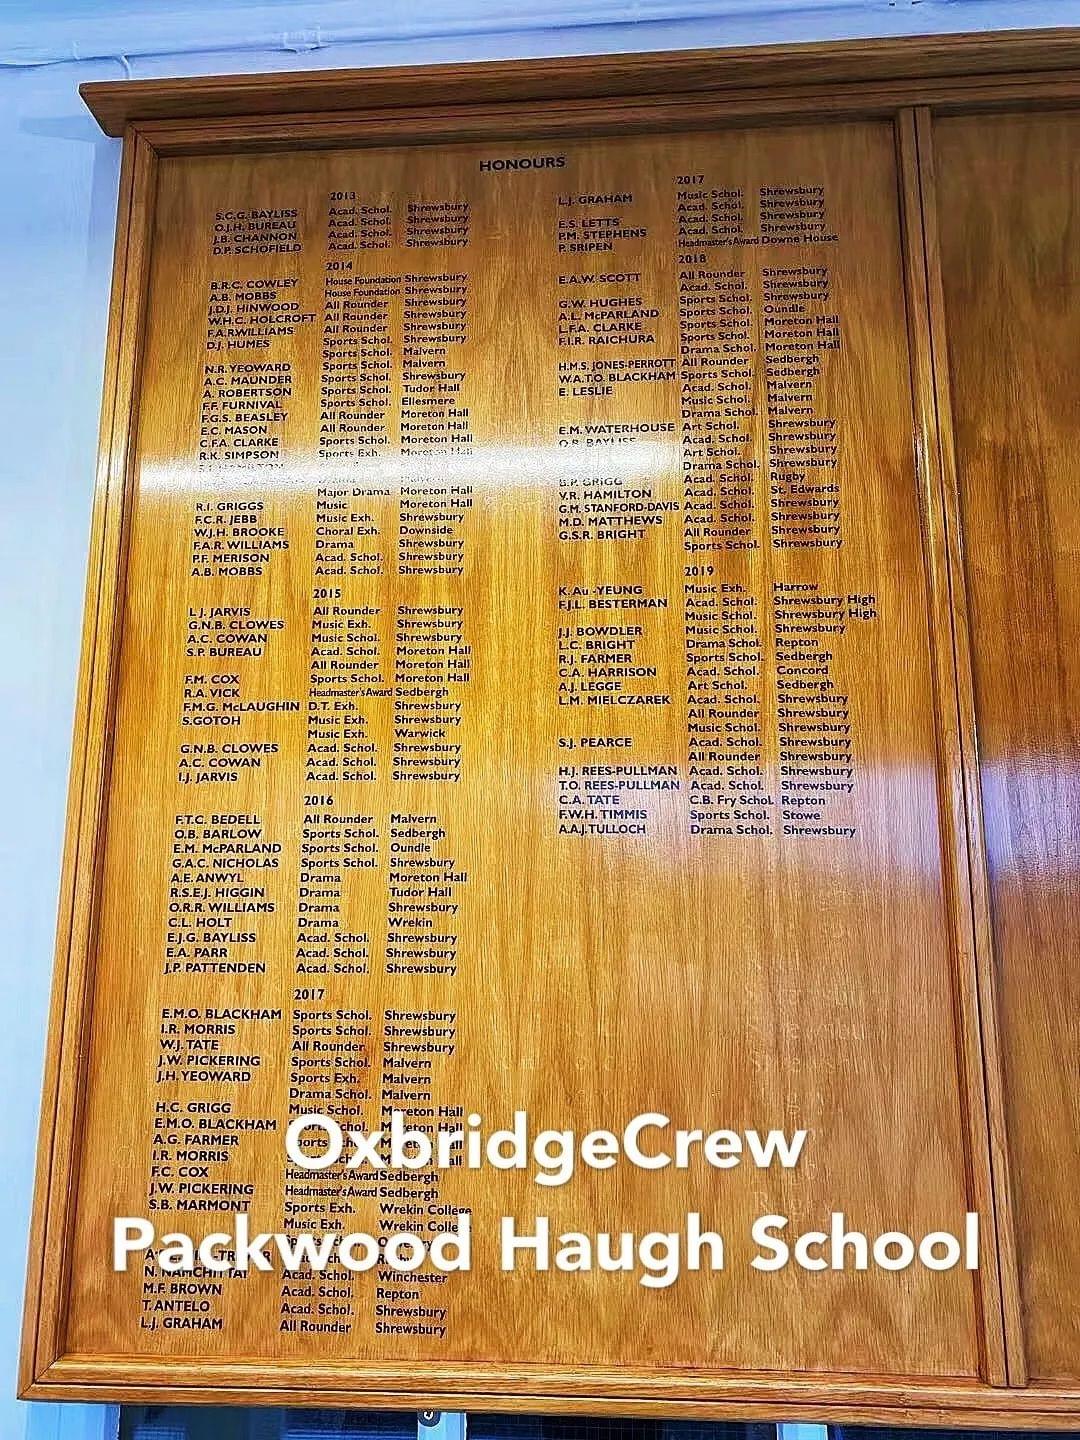 HONOURS
2013
S.C.G. BAYLISS Acad. Schol. Shrewsbury
O.J.H. BUREAU Acad. Schol. Shrewsbury
J.B. CHANNON Acad. Schol. Shrewsbury
D.P. SCHOFIELD Acad. Schol. Shrewsbury
2014
B.R.C. COWLEY House Foundation Shrewsbury
A.B. MOBBS House Foundation Shrewsbury
J.D.J. HINWOOD All Rounder Shrewsbury
W.H.C. HOLCROFT All Rounder Shrewsbury
F.A.R.WILLIAMS All Rounder Shrewsbury
D.J. HUMES Sports Schol. Shrewsbury
Sports Schol. Malvern
N.R. YEOWARD Sports Schol. Malvern
A.C. MAUNDER Sports Schol. Shrewsbury
A. ROBERTSON Sports Schol. Tudor Hall
F.F. FURNIVAL Sports Schol. Ellesmere
F.G.S. BEASLEY All Rounder Moreton Hall
E.C. MASON All Rounder Moreton Hall
C.F.A. CLARKE Sports Schol. Moreton Hall
R.K. SIMPSON Sports Exh. Moreton Hall
Major Drama Moreton Hall
R.I. GRIGGS Music Moreton Hall
F.C.R. JEBB Music Exh. Shrewsbury
W.J.H. BROOKE Choral Exh. Downside
F.A.R. WILLIAMS Drama Shrewsbury
P.F. MERISON Acad. Schol. Shrewsbury
A.B. MOBBS Acad. Schol. Shrewsbury
2015
L J. JARVIS All Rounder Shrewsbury
G.N.B. CLOWES Music Exh. Shrewsbury
A.C. COWAN Music Schol. Shrewsbury
S.P. BUREAU Acad. Schol. Moreton Hall
All Rounder Moreton Hall
F.M. COX Sports Schol. Moreton Hall
R.A. VICK Headmaster's Award Sedbergh
F.M.G. McLAUGHIN D.T. Exh. Shrewsbury
S.GOTOH Music Exh. Shrewsbury
Music Exh. Warwick
G.N.B. CLOWES Acad. Schol. Shrewsbury
A.C. COWAN Acad. Schol. Shrewsbury
I.J. JARVIS Acad. Schol. Shrewsbury
2016
F.T.C. BEDELL All Rounder Malvern
O.B. BARLOW Sports Schol. Sedbergh
E.M. McPARLAND Sports Schol. Oundle
G.A.C. NICHOLAS Sports Schol. Shrewsbury
A.E. ANWYL Drama Moreton Hall
R.S.E.J. HIGGIN Drama Tudor Hall
O.R.R. WILLIAMS Drama Shrewsbury
C.L. HOLT Drama Wrekin
E.J.G. BAYLISS Acad. Schol. Shrewsbury
E.A. PARR Acad. Schol. Shrewsbury
J.P. PATTENDEN Acad. Schol. Shrewsbury
2017
E.M.O. BLACKHAM Sports Schol. Shrewsbury
I.R. MORRIS Sports Schol. Shrewsbury
W.J. TATE All Rounder Shrewsbury
J.W. PICKERING Sports Schol. Malvern
J.H. YEOWARD Sports Exh. Malvern
Drama Schol. Malvern
H.C. GRIGG Music Schol. Moreton Hall
E.M.O. BLACKHAM Schol. Moreton Hall
A.G. FARMER
I.R. MORRIS
F.C. COX Headmaster's Award Sedbergh
J.W. PICKERING Headmaster's Award Sedbergh
S.B. MARMONT Sports Exh. Wrekin College
Music Exh. Wrekin College
N. NAMCHITTAI Acad. Schol. Winchester
M.F. BROWN Acad. Schol. Repton
T. ANTELO Acad. Schol. Shrewsbury
L.J. GRAHAM All Rounder Shrewsbury
2017
L.J. GRAHAM Music Schol. Shrewsbury
Acad. Schol. Shrewsbury
E.S. LETTS Acad. Schol. Shrewsbury
P.M. STEPHENS Acad. Schol. Shrewsbury
P. SRIPEN Headmaster's Award Downe House
2018
E.A.W. SCOTT All Rounder Shrewsbury
Acad. Schol. Shrewsbury
G.W. HUGHES Sports Schol. Shrewsbury
A.L. McPARLAND Sports Schol. Oundle
L.F.A. CLARKE Sports Schol. Moreton Hall
F.I.R. RAICHURA Sports Schol. Moreton Hall
Drama Schol. Moreton Hall
H.M.S. JONES-PERROTT All Rounder Sedbergh
W.A.T.O. BLACKHAM Sports Schol. Sedbergh
E. LESLIE Acad. Schol. Malvern
Music Schol. Malvern
Drama Schol. Malvern
E.M. WATERHOUSE Art Schol. Shrewsbury
O.R. BAYLISS Acad. Schol. Shrewsbury
Art Schol. Shrewsbury
Drama Schol. Shrewsbury
B.P. GRIGG Acad. Schol. Rugby
V.R. HAMILTON Acad. Schol. St. Edwards
G.M. STANFORD-DAVIS Acad. Schol. Shrewsbury
M.D. MATTHEWS Acad. Schol. Shrewsbury
G.S.R. BRIGHT All Rounder Shrewsbury
Sports Schol. Shrewsbury
2019
K. Au -YEUNG Music Exh. Harrow
F.J.L. BESTERMAN Acad. Schol. Shrewsbury High
Music Schol. Shrewsbury High
J.J. BOWDLER Music Schol. Shrewsbury
L.C. BRIGHT Drama Schol. Repton
R.J. FARMER Sports Schol. Sedbergh
C.A. HARRISON Acad. Schol. Concord
A.J. LEGGE Art Schol. Sedbergh
L.M. MIELCZAREK Acad. Schol. Shrewsbury
All Rounder Shrewsbury
Music Schol. Shrewsbury
S.J. PEARCE Acad. Schol. Shrewsbury
All Rounder Shrewsbury
H.J. REES-PULLMAN Acad. Schol. Shrewsbury
T.O. REES-PULLMAN Acad. Schol. Shrewsbury
C.A. TATE C.B. Fry Schol. Repton
F.W.H. TIMMIS Sports Schol. Stowe
A.A.J. TULLOCH Drama Schol. Shrewsbury
OxbridgeCrew
Packwood Haugh School